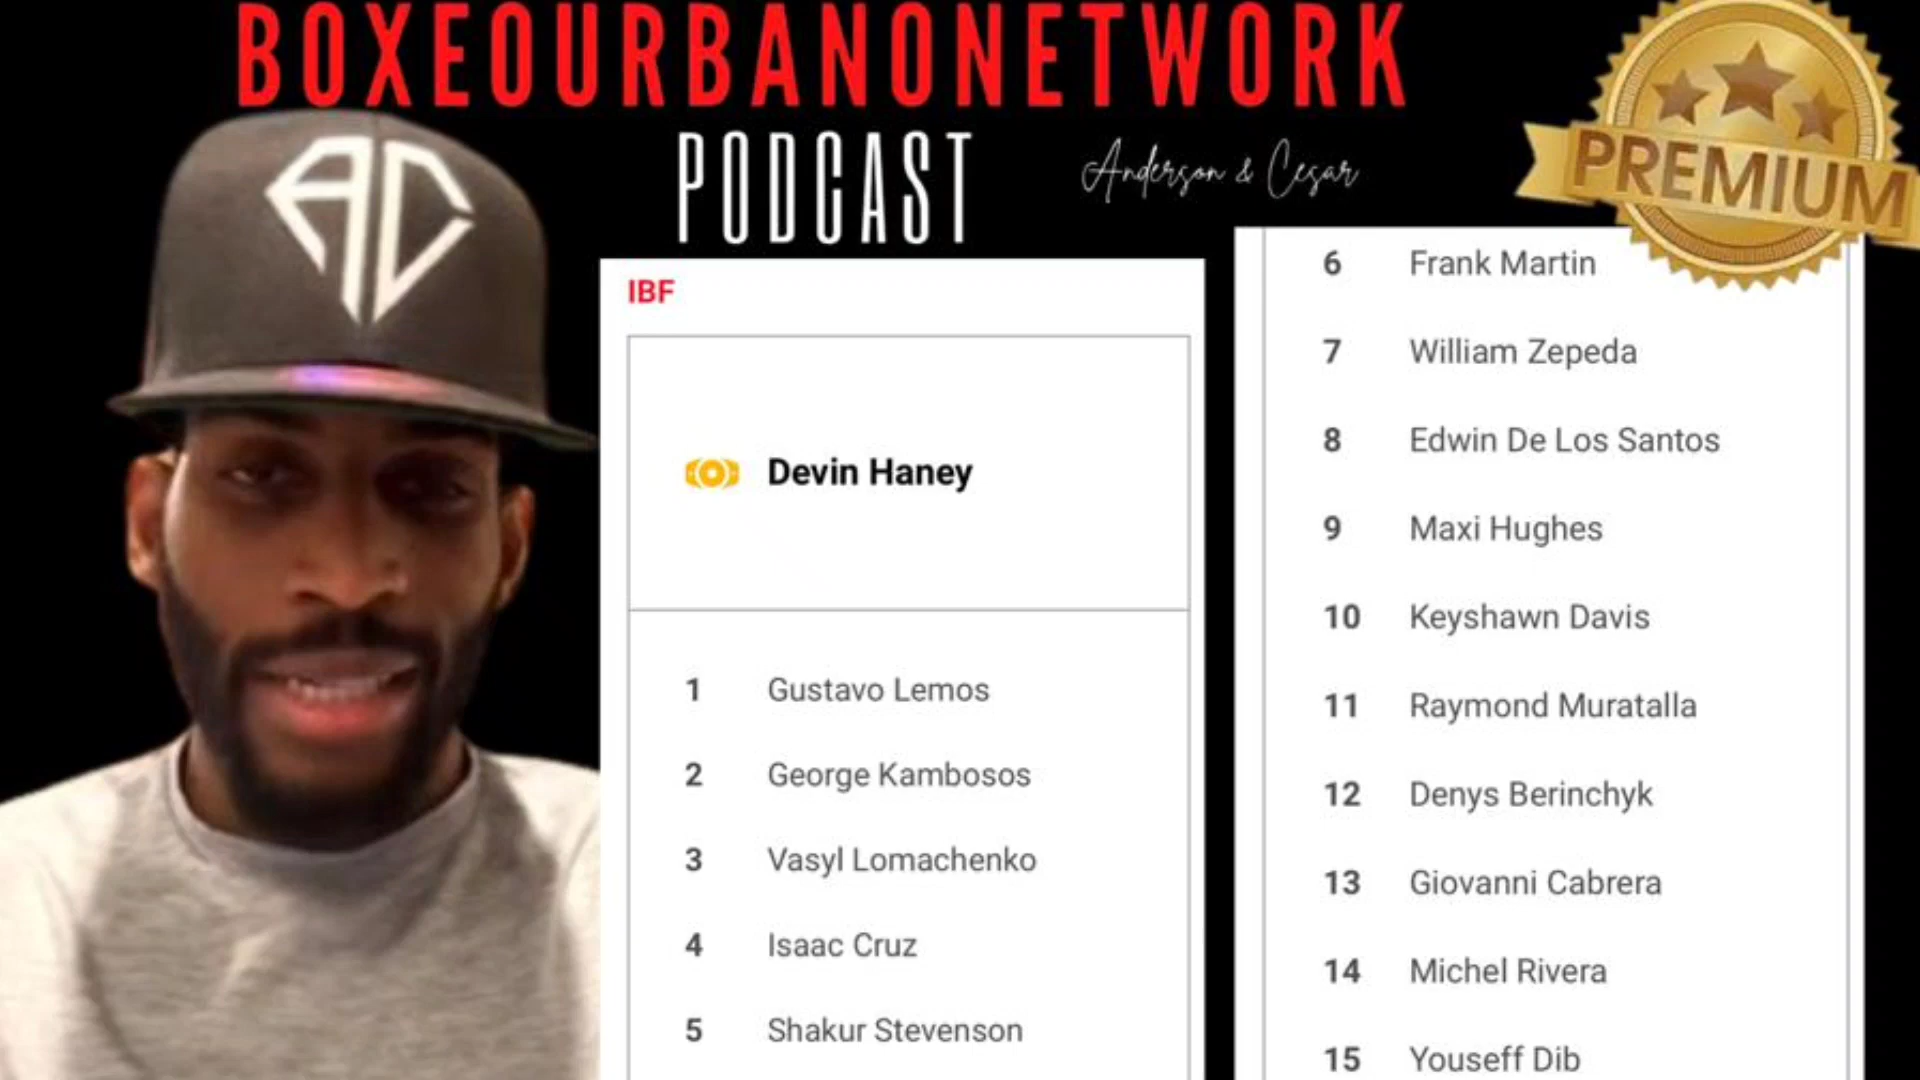 BOXEOURBANONETWORK
PODCAST
Anderson & Cesar
PREMIUM
AC
IBF
Devin Haney
1 Gustavo Lemos
2 George Kambosos
3 Vasyl Lomachenko
4 Isaac Cruz
5 Shakur Stevenson
6 Frank Martin
7 William Zepeda
8 Edwin De Los Santos
9 Maxi Hughes
10 Keyshawn Davis
11 Raymond Muratalla
12 Denys Berinchyk
13 Giovanni Cabrera
14 Michel Rivera
15 Youseff Dib